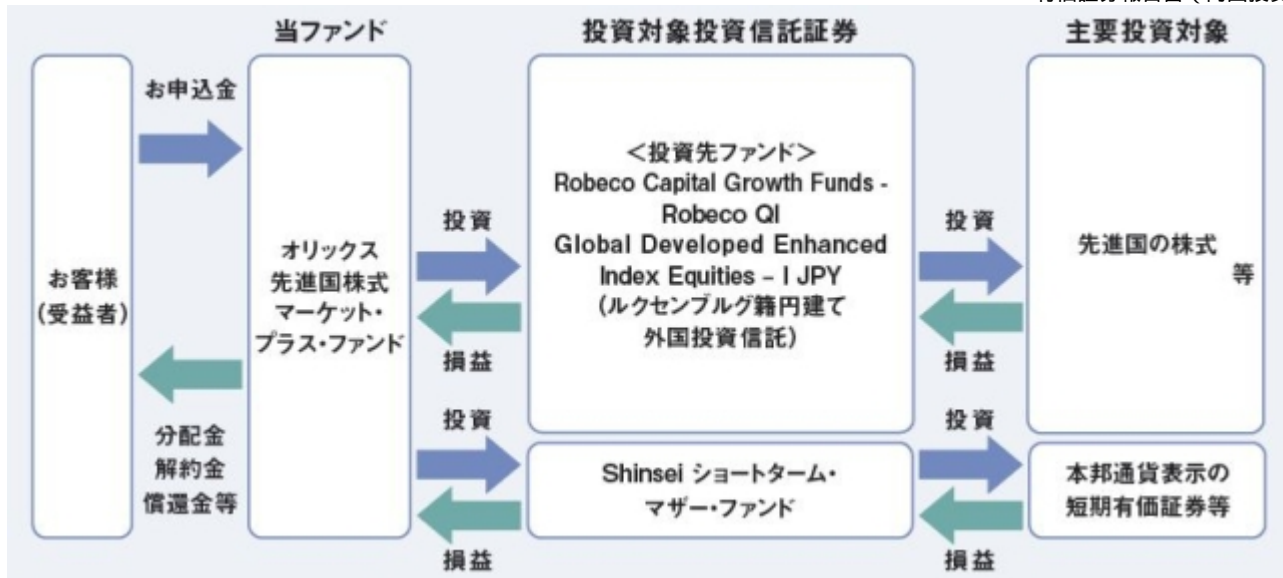 当ファンド
投資対象投資信託証券
主要投資対象
お客様
(受益者)
お申込金
分配金
解約金
償還金等
オリックス
先進国株式
マーケット・
プラス・ファンド
投資
損益
投資
損益
<投資先ファンド>
Robeco Capital Growth Funds -
Robeco QI
Global Developed Enhanced
Index Equities – I JPY
(ルクセンブルグ籍円建て
外国投資信託)
Shinsei ショートターム・
マザー・ファンド
投資
損益
投資
損益
先進国の株式
等
本邦通貨表示の
短期有価証券等